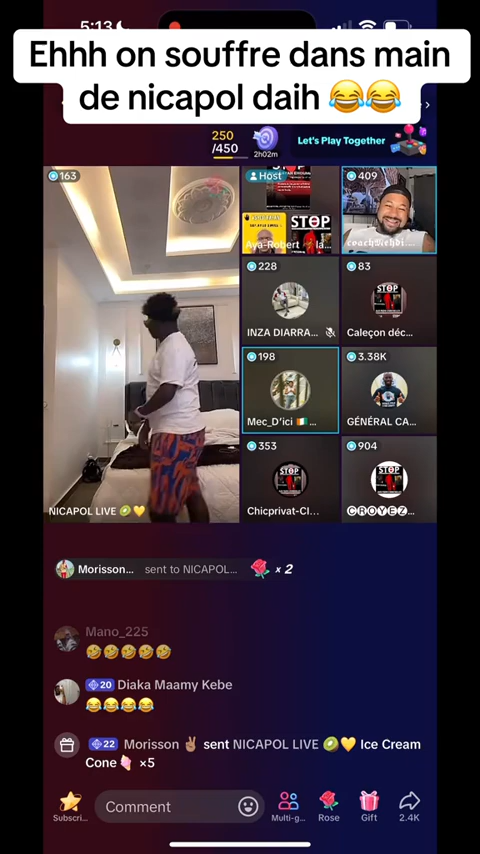 5:13
Ehhh on souffre dans main
de nicapol daih 😂😂
250
/450
2h02m
Let's Play Together
163
Host
409
STOP
Aya-Robert
la...
coachMehdi...
228
83
STOP
INZA DIARRA...
Caleçon déc...
198
3.38K
Mec_D'ici 🇨🇮 ...
GÉNÉRAL CA...
353
904
STOP
STOP
NICAPOL LIVE 🥝💛
Chicprivat-CI...
CROYEZ...
Morisson... sent to NICAPOL... 🌹 x 2
Mano_225
🤣🤣🤣🤣🤣
20 Diaka Maamy Kebe
😂😂😂😂
22 Morisson ✌🏽 sent NICAPOL LIVE 🥝💛 Ice Cream
Cone 🍦 ×5
Comment
Subscri...
Multi-g...
Rose
Gift
2.4K